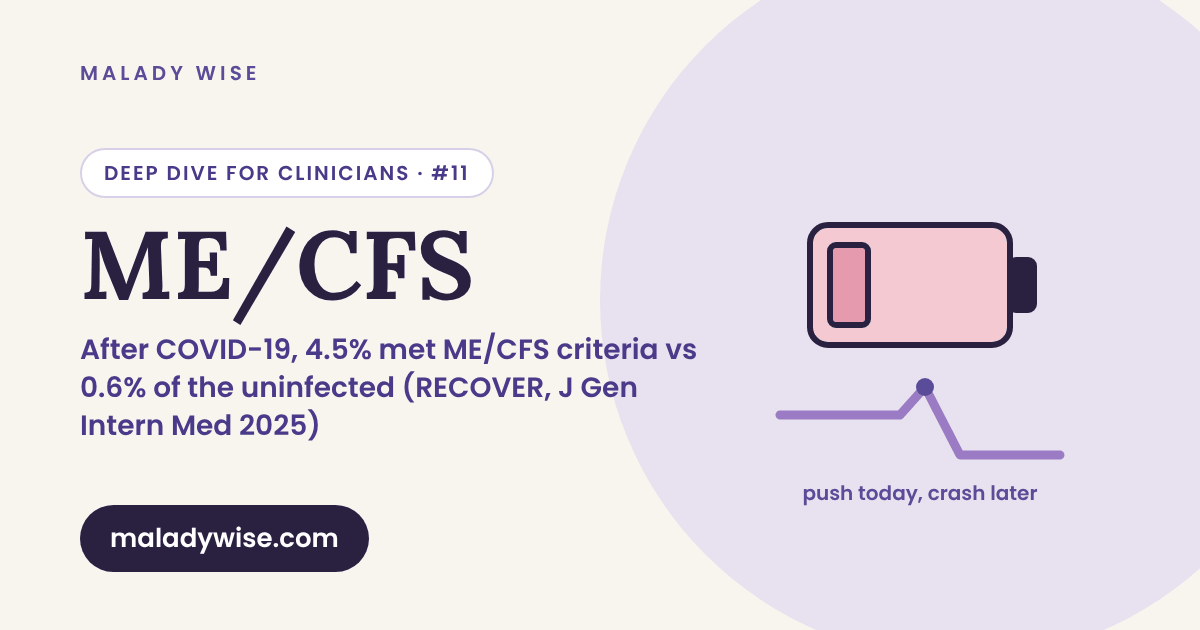 MALADY WISE
DEEP DIVE FOR CLINICIANS · #11
ME/CFS
After COVID-19, 4.5% met ME/CFS criteria vs
0.6% of the uninfected (RECOVER, J Gen
Intern Med 2025)
push today, crash later
maladywise.com